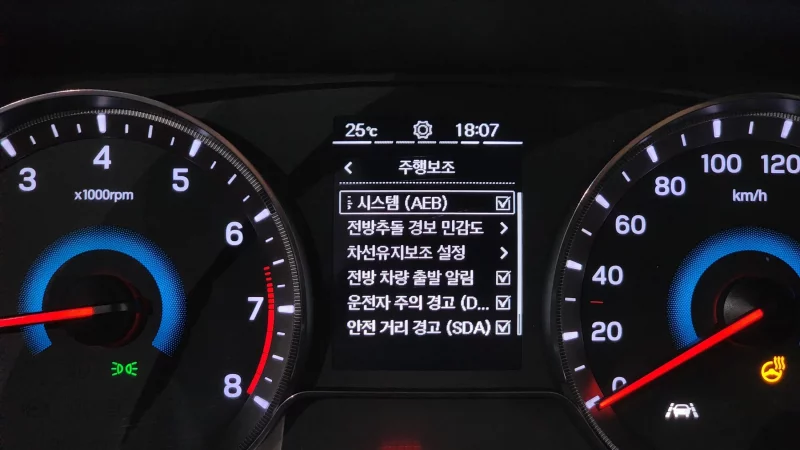 25℃ 18:07
주행보조
시스템 (AEB)
전방추돌 경보 민감도
차선유지보조 설정
전방 차량 출발 알림
운전자 주의 경고 (D...
안전 거리 경고 (SDA)
3 4 5 6 7 8
x1000rpm
0 20 40 60 80 100 120
km/h